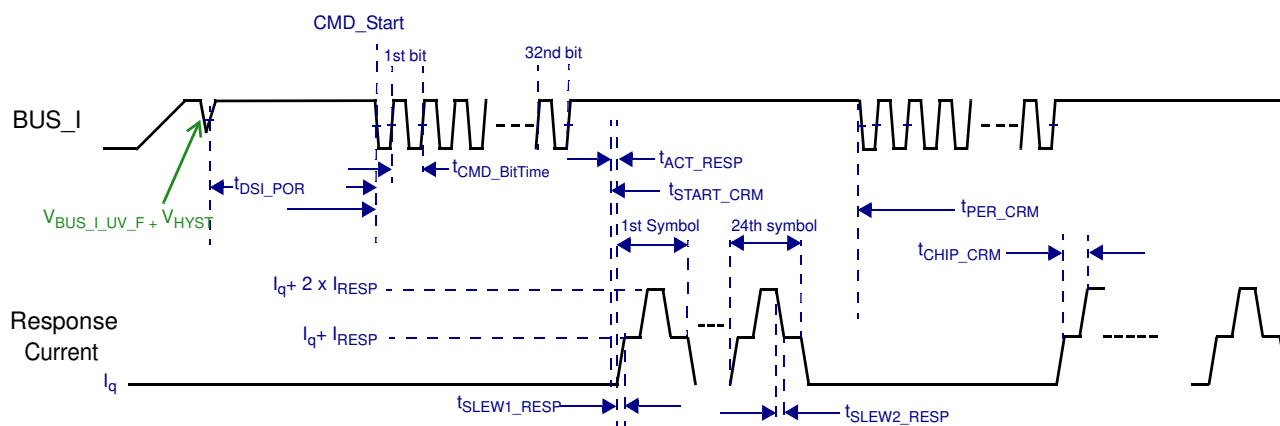 CMD_Start
1st bit
32nd bit
BUS_I
tACT_RESP
tCMD_BitTime
tDSI_POR
tSTART_CRM
VBUS_I_UV_F + VHYST
tPER_CRM
1st Symbol
24th symbol
tCHIP_CRM
Iq+ 2 x IRESP
Response
Current
Iq+ IRESP
Iq
tSLEW1_RESP
tSLEW2_RESP